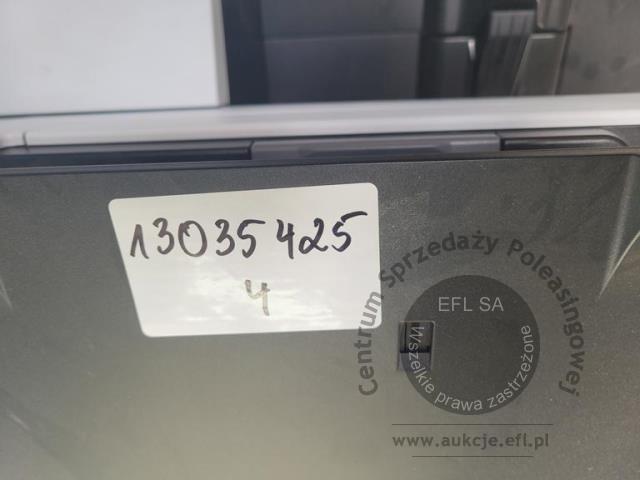 13035425
4
Centrum Sprzedaży Poleasingowej
EFL SA
Wszelkie prawa zastrzeżone
www.aukcje.efl.pl